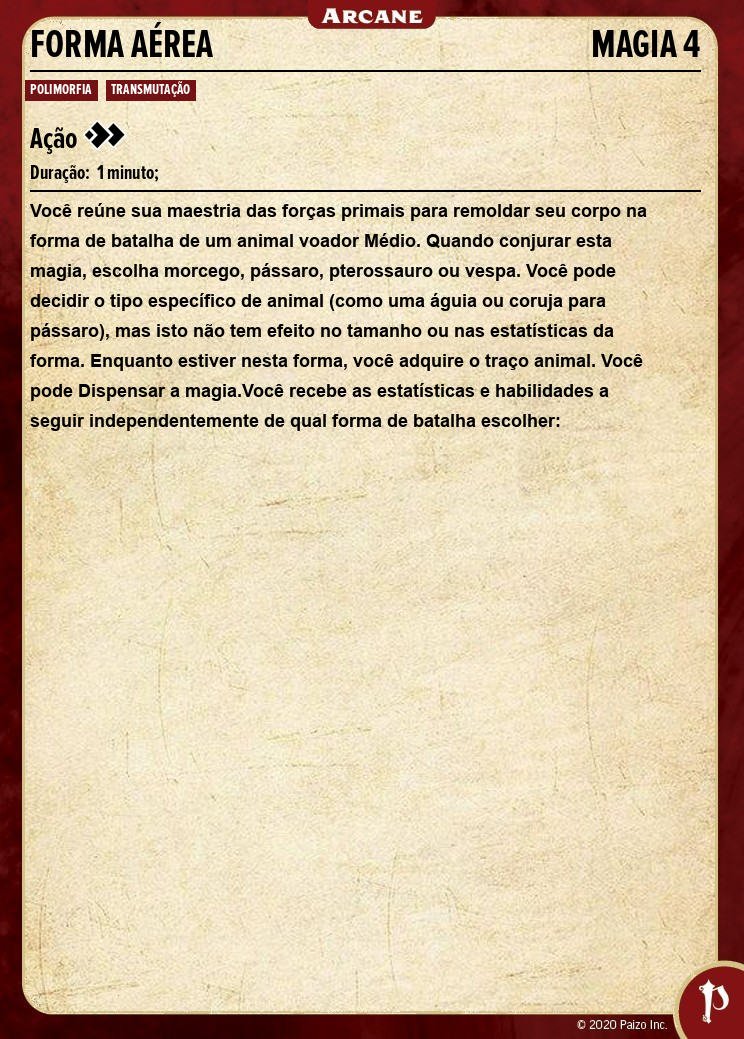 ARCANE
FORMA AÉREA MAGIA 4
POLIMORFIA TRANSMUTAÇÃO
Ação
Duração: 1 minuto;
Você reúne sua maestria das forças primais para remoldar seu corpo na
forma de batalha de um animal voador Médio. Quando conjurar esta
magia, escolha morcego, pássaro, pterossauro ou vespa. Você pode
decidir o tipo específico de animal (como uma águia ou coruja para
pássaro), mas isto não tem efeito no tamanho ou nas estatísticas da
forma. Enquanto estiver nesta forma, você adquire o traço animal. Você
pode Dispensar a magia.Você recebe as estatísticas e habilidades a
seguir independentemente de qual forma de batalha escolher:
© 2020 Paizo Inc.
P